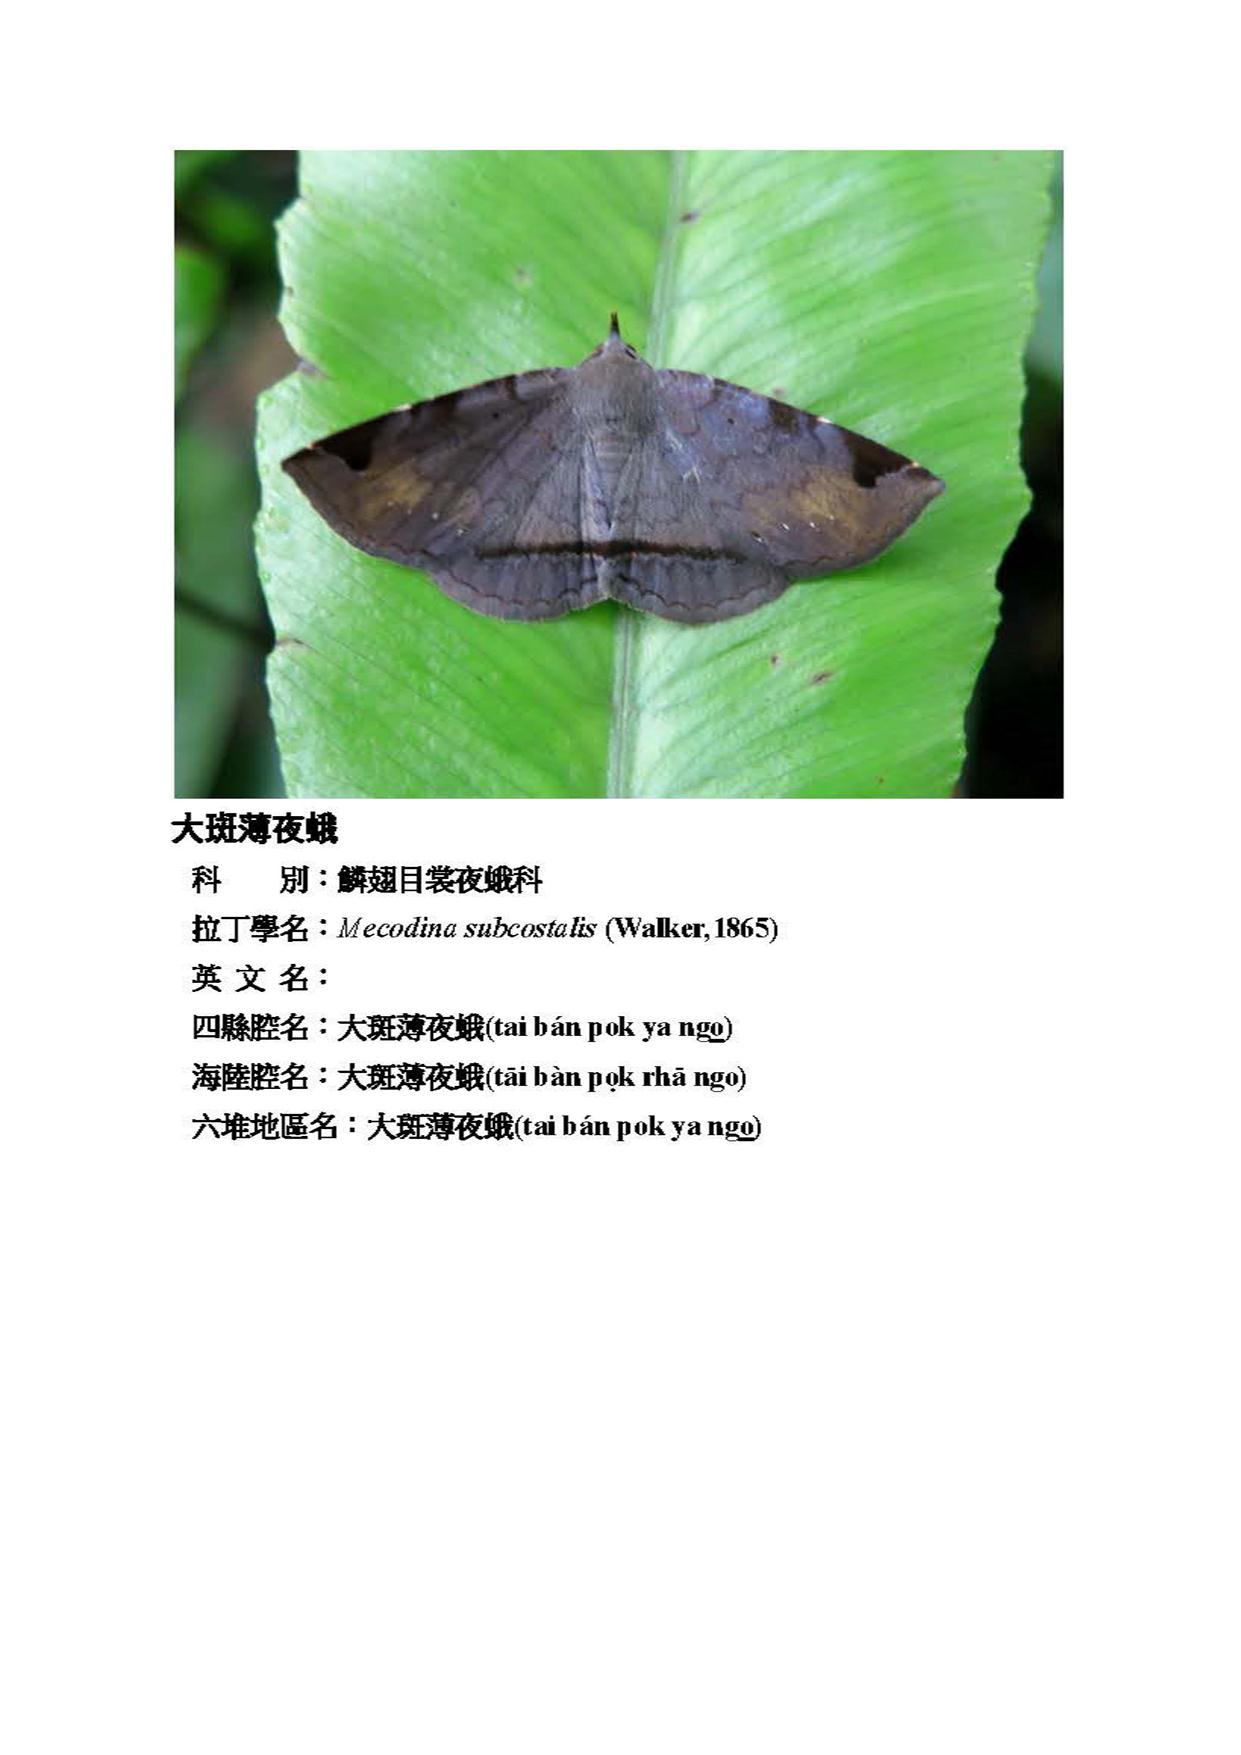 大斑薄夜蛾
科　　別：鱗翅目裳夜蛾科
拉丁學名：Mecodina subcostalis (Walker,1865)
英 文 名：
四縣腔名：大斑薄夜蛾(tai bán pok ya ngo̲)
海陸腔名：大斑薄夜蛾(tāi bàn pọk rhā ngo)
六堆地區名：大斑薄夜蛾(tai bán pok ya ngo̲)